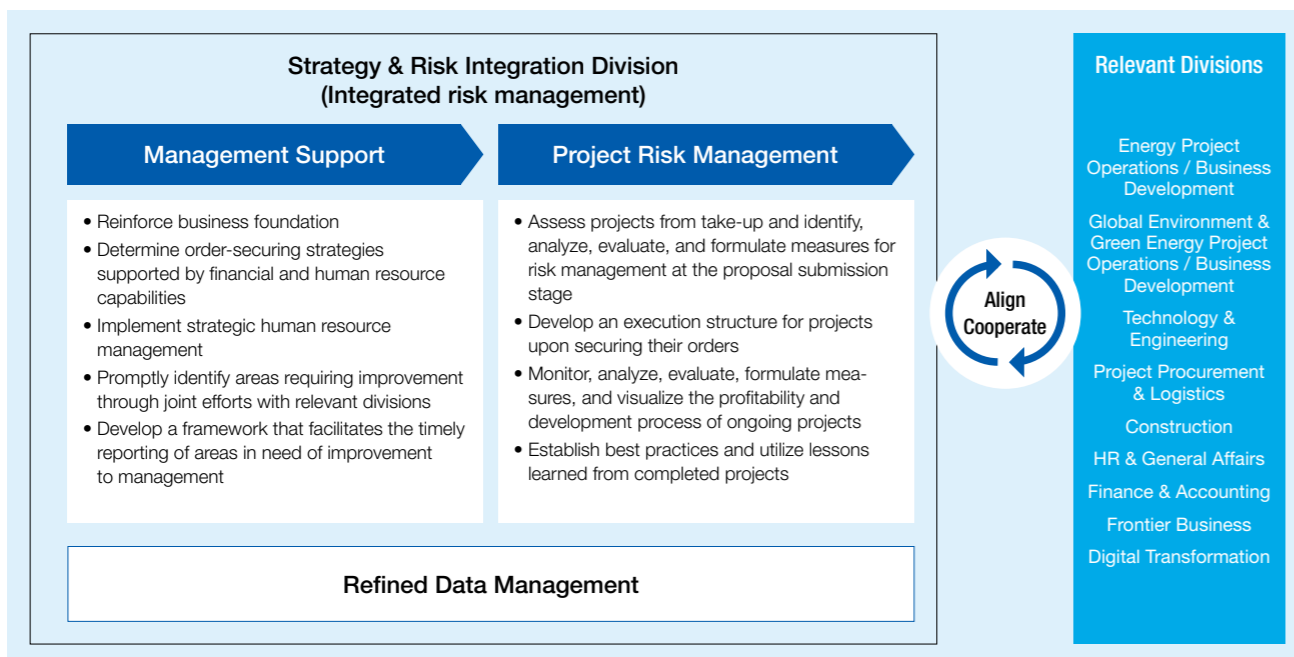 Strategy & Risk Integration Division
(Integrated risk management)
Management Support
• Reinforce business foundation
• Determine order-securing strategies
supported by financial and human resource
capabilities
• Implement strategic human resource
management
• Promptly identify areas requiring improvement
through joint efforts with relevant divisions
• Develop a framework that facilitates the timely
reporting of areas in need of improvement
to management
Project Risk Management
• Assess projects from take-up and identify,
analyze, evaluate, and formulate measures for
risk management at the proposal submission
stage
• Develop an execution structure for projects
upon securing their orders
• Monitor, analyze, evaluate, formulate mea-
sures, and visualize the profitability and
development process of ongoing projects
• Establish best practices and utilize lessons
learned from completed projects
Refined Data Management
Align
Cooperate
Relevant Divisions
Energy Project
Operations / Business
Development
Global Environment &
Green Energy Project
Operations / Business
Development
Technology &
Engineering
Project Procurement
& Logistics
Construction
HR & General Affairs
Finance & Accounting
Frontier Business
Digital Transformation